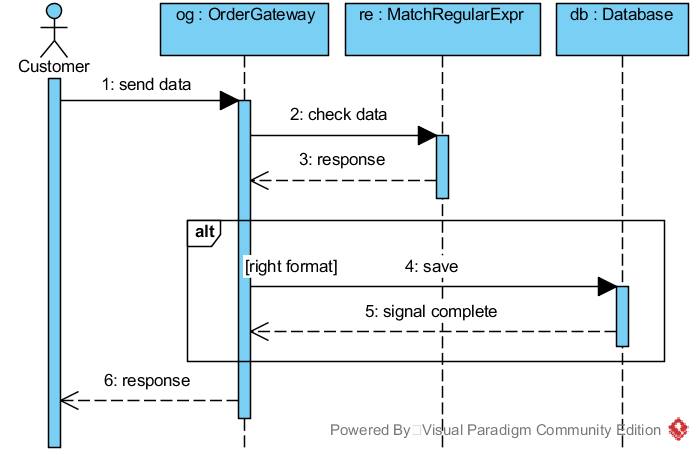 og : OrderGateway
re : MatchRegularExpr
db : Database
Customer
1: send data
2: check data
3: response
alt
[right format]
4: save
5: signal complete
6: response
Powered By Visual Paradigm Community Edition